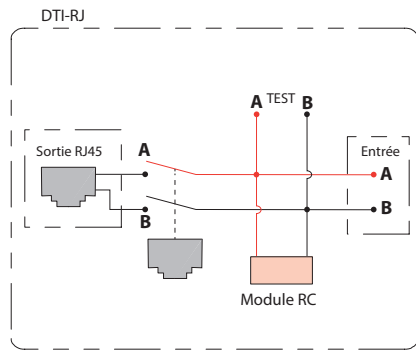 DTI-RJ
A TEST B
Sortie RJ45
A
Entrée
A
B
B
Module RC